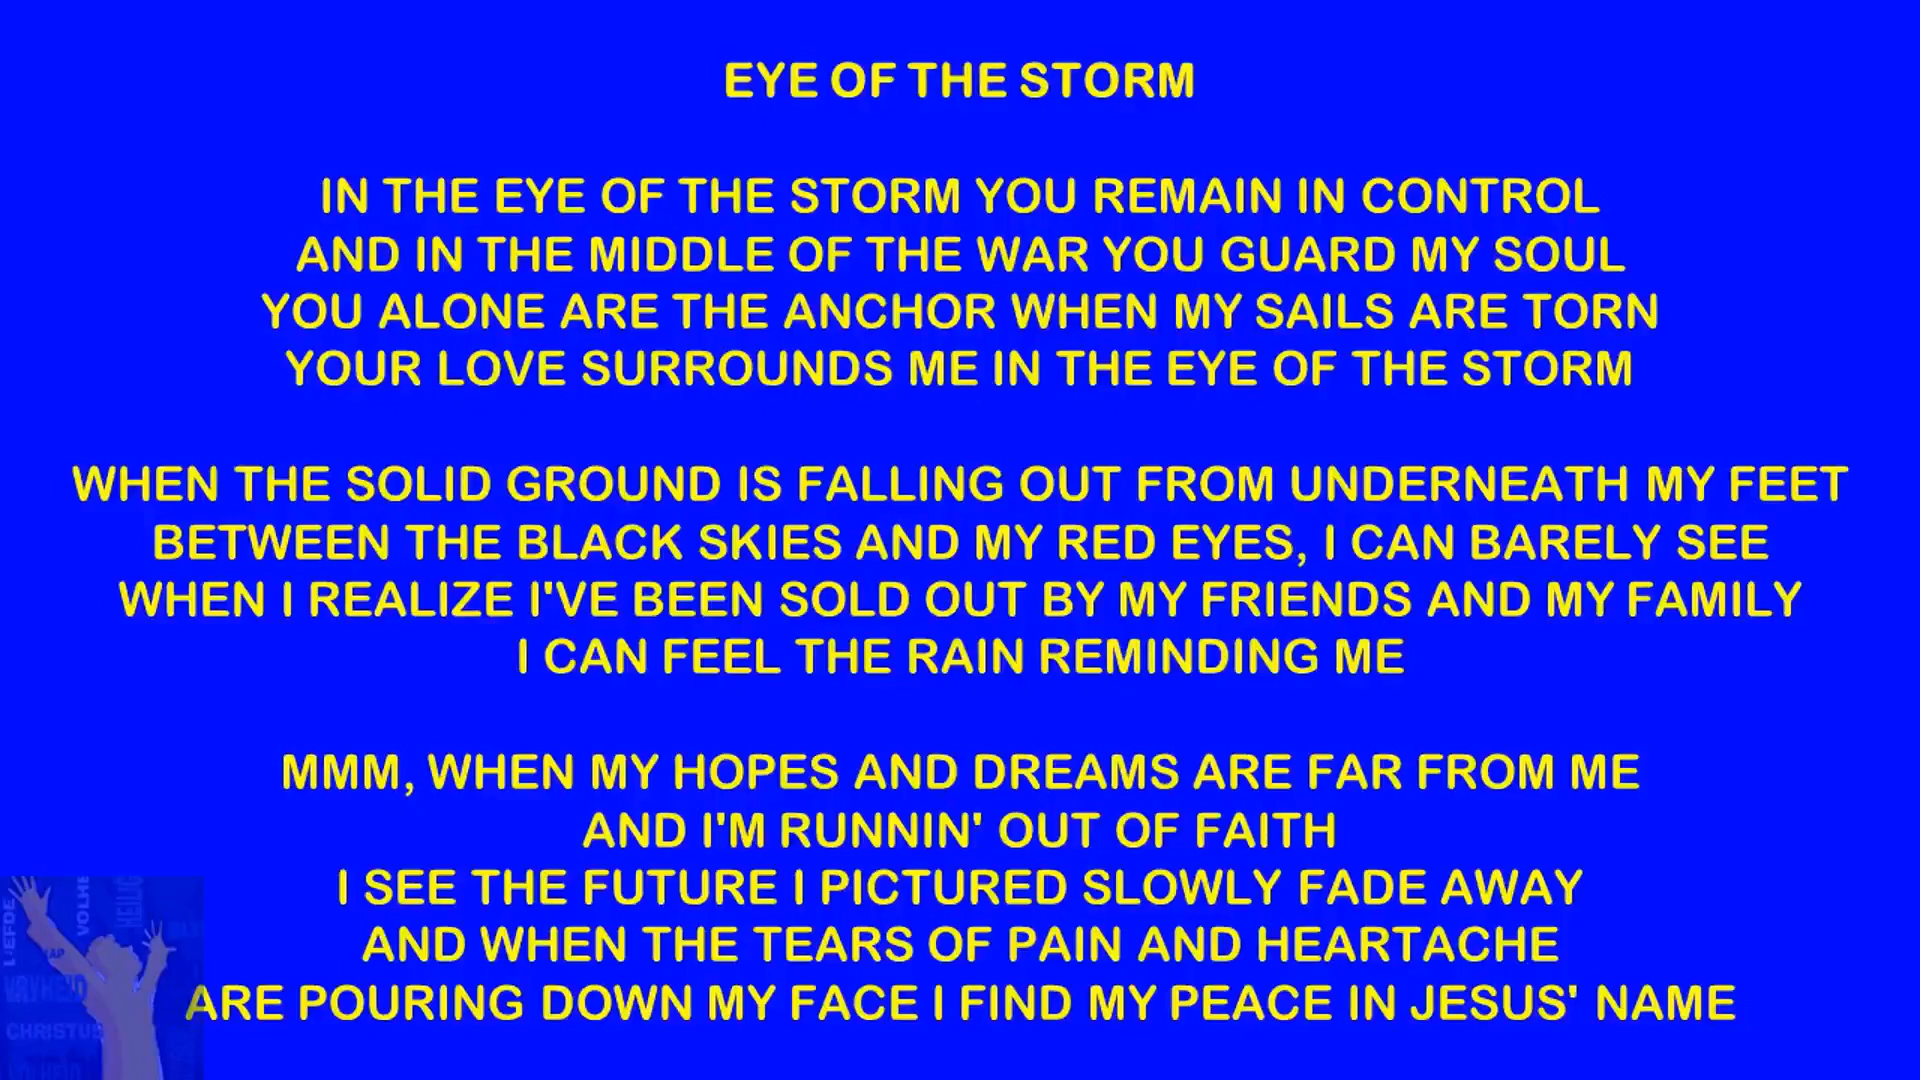 EYE OF THE STORM
IN THE EYE OF THE STORM YOU REMAIN IN CONTROL
AND IN THE MIDDLE OF THE WAR YOU GUARD MY SOUL
YOU ALONE ARE THE ANCHOR WHEN MY SAILS ARE TORN
YOUR LOVE SURROUNDS ME IN THE EYE OF THE STORM
WHEN THE SOLID GROUND IS FALLING OUT FROM UNDERNEATH MY FEET
BETWEEN THE BLACK SKIES AND MY RED EYES, I CAN BARELY SEE
WHEN I REALIZE I'VE BEEN SOLD OUT BY MY FRIENDS AND MY FAMILY
I CAN FEEL THE RAIN REMINDING ME
MMM, WHEN MY HOPES AND DREAMS ARE FAR FROM ME
AND I'M RUNNIN' OUT OF FAITH
I SEE THE FUTURE I PICTURED SLOWLY FADE AWAY
AND WHEN THE TEARS OF PAIN AND HEARTACHE
ARE POURING DOWN MY FACE I FIND MY PEACE IN JESUS' NAME
LIEFDE
VRYHEID
CHRISTUS